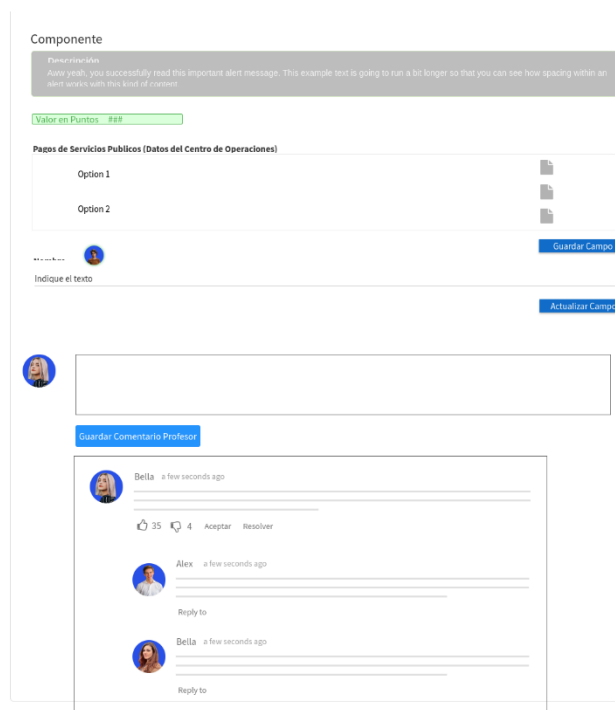 Componente
Descripción
Aww yeah, you successfully read this important alert message. This example text is going to run a bit longer so that you can see how spacing within an
alert works with this kind of content.
Valor en Puntos ###
Pagos de Servicios Publicos (Datos del Centro de Operaciones)
Option 1
Option 2
Guardar Campo
Nombre
Indique el texto
Actualizar Campo
Guardar Comentario Profesor
Bella a few seconds ago
35 4 Aceptar Resolver
Alex a few seconds ago
Reply to
Bella a few seconds ago
Reply to